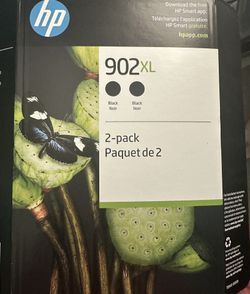 hp
Download the free
HP Smart app.
Téléchargez l'application
HP Smart gratuite.
hpapp.com
902XL
Black
Noir
Black
Noir
2-pack
Paquet de 2